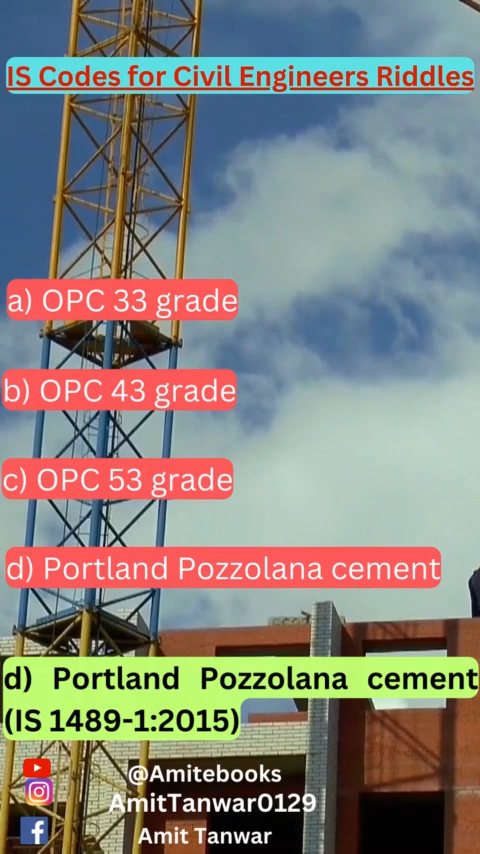 IS Codes for Civil Engineers Riddles
a) OPC 33 grade
b) OPC 43 grade
c) OPC 53 grade
d) Portland Pozzolana cement
d) Portland Pozzolana cement
(IS 1489-1:2015)
@Amitebooks
AmitTanwar0129
Amit Tanwar